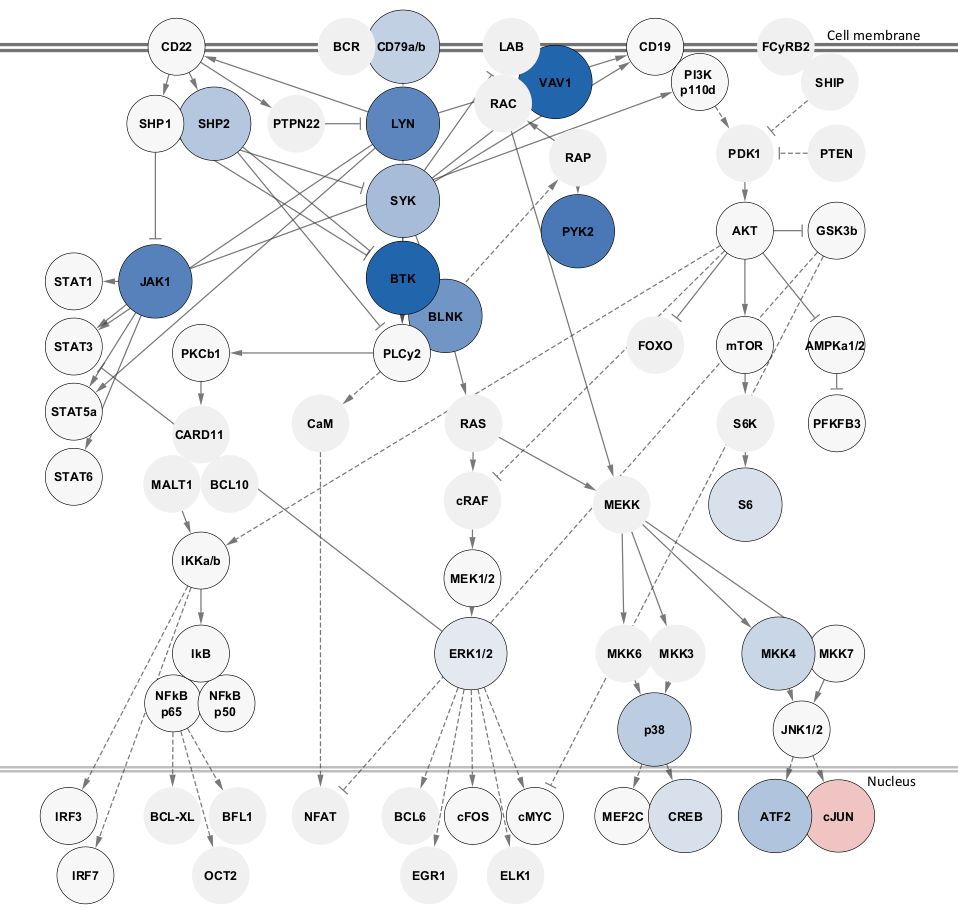 Cell membrane
CD22
BCR
CD79a/b
LAB
CD19
FCyRB2
VAV1
PI3K
p110d
SHIP
RAC
SHP1
SHP2
PTPN22
LYN
RAP
PDK1
PTEN
SYK
PYK2
AKT
GSK3b
STAT1
JAK1
BTK
BLNK
STAT3
PKCb1
PLCy2
FOXO
mTOR
AMPKa1/2
STAT5a
CARD11
CaM
RAS
S6K
PFKFB3
STAT6
MALT1
BCL10
cRAF
MEKK
S6
IKKa/b
MEK1/2
IkB
ERK1/2
MKK6
MKK3
MKK4
MKK7
NFkB
p65
NFkB
p50
p38
JNK1/2
Nucleus
IRF3
BCL-XL
BFL1
NFAT
BCL6
cFOS
cMYC
MEF2C
CREB
ATF2
cJUN
IRF7
OCT2
EGR1
ELK1